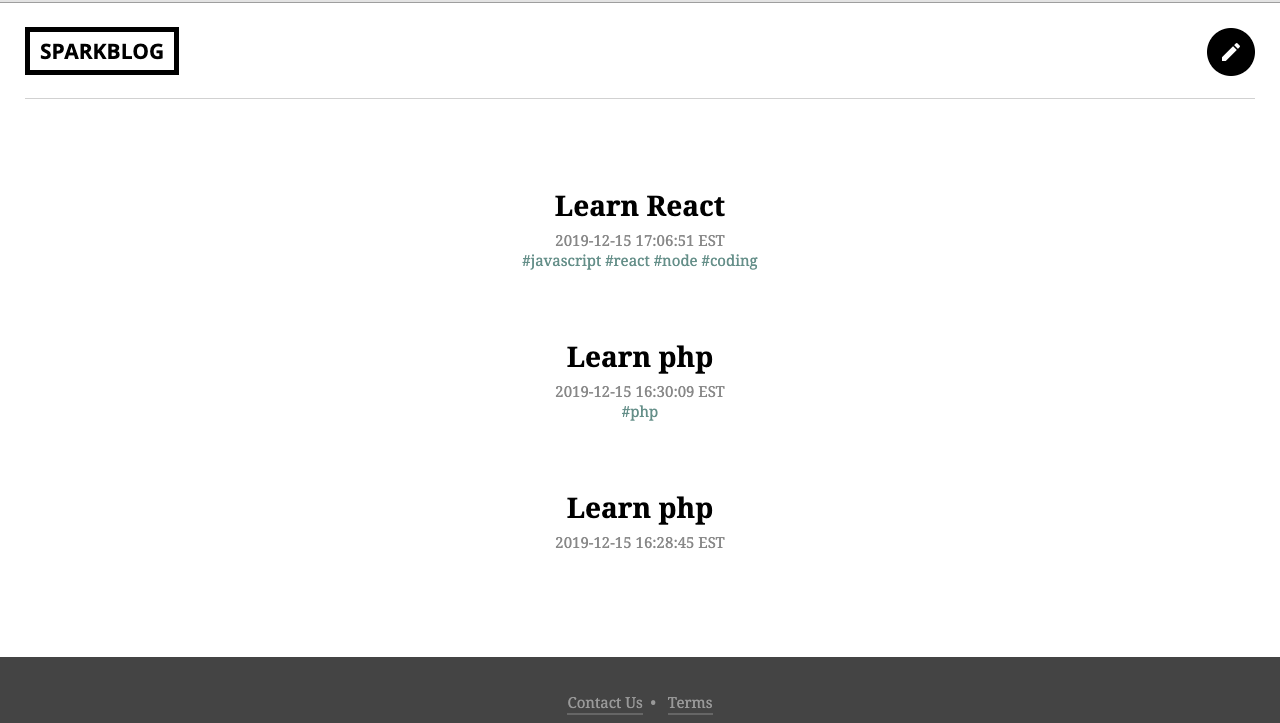 SPARKBLOG
Learn React
2019-12-15 17:06:51 EST
#javascript #react #node #coding
Learn php
2019-12-15 16:30:09 EST
#php
Learn php
2019-12-15 16:28:45 EST
Contact Us • Terms